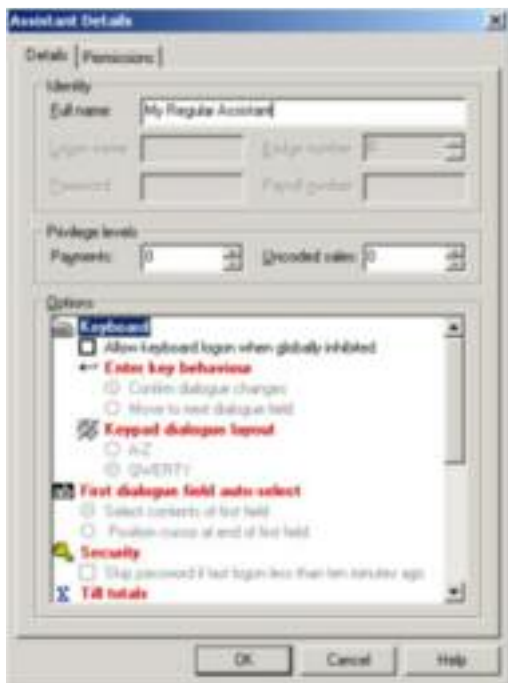 Assistant Details
Details Permissions
Identity
Full name: My Regular Assistant
Logon name Badge number 0
Password Payroll number
Privilege levels
Payments: 0 Uncoded sales: 0
Options
Keyboard
Allow keyboard logon when globally inhibited
Enter key behaviour
Confirm dialogue changes
Move to next dialogue field
Keypad dialogue layout
A-Z
QWERTY
First dialogue field auto-select
Select contents of first field
Position cursor at end of first field
Security
Skip password if last logon less than ten minutes ago
Till totals
OK Cancel Help